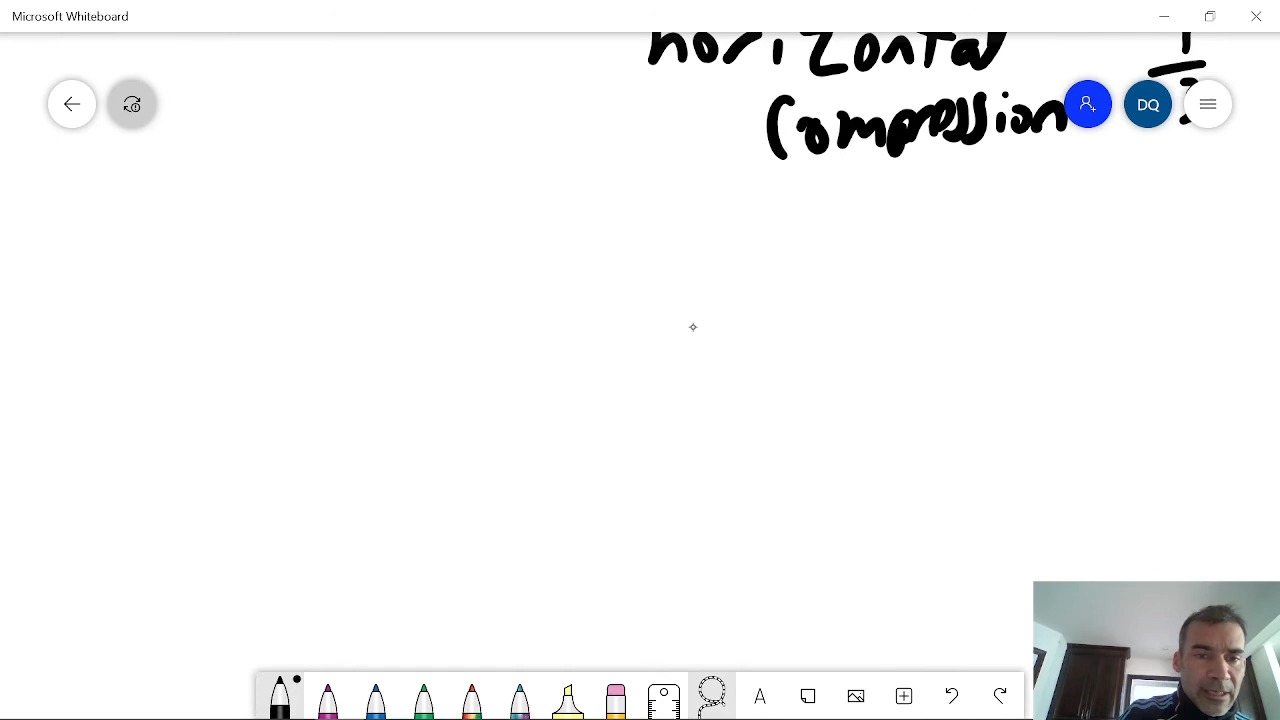 Microsoft Whiteboard
horizontal
compression
DQ
A